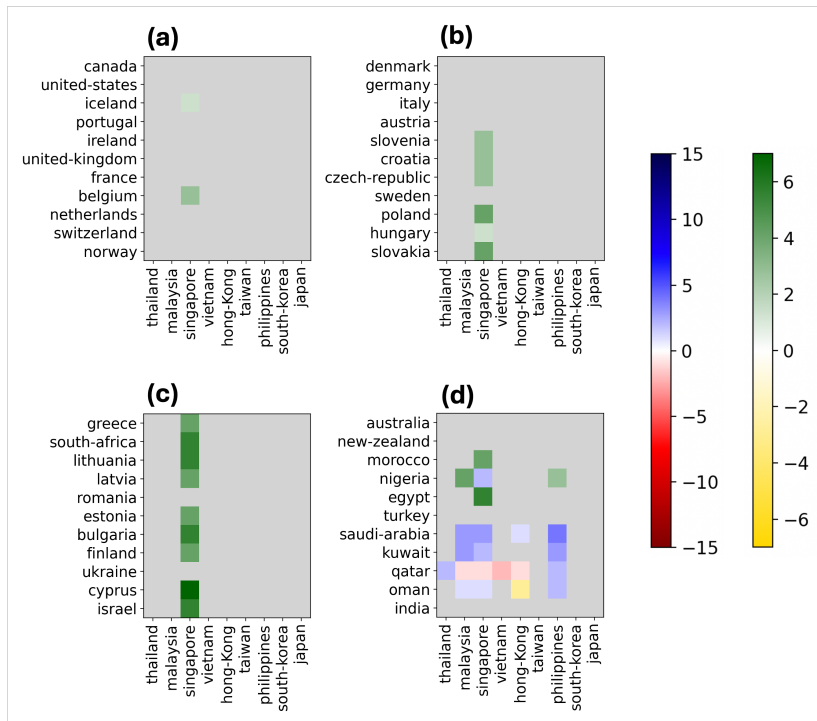 (a)
canada
united-states
iceland
portugal
ireland
united-kingdom
france
belgium
netherlands
switzerland
norway
thailand
malaysia
singapore
vietnam
hong-Kong
taiwan
philippines
south-korea
japan
(b)
denmark
germany
italy
austria
slovenia
croatia
czech-republic
sweden
poland
hungary
slovakia
thailand
malaysia
singapore
vietnam
hong-Kong
taiwan
philippines
south-korea
japan
(c)
greece
south-africa
lithuania
latvia
romania
estonia
bulgaria
finland
ukraine
cyprus
israel
thailand
malaysia
singapore
vietnam
hong-Kong
taiwan
philippines
south-korea
japan
(d)
australia
new-zealand
morocco
nigeria
egypt
turkey
saudi-arabia
kuwait
qatar
oman
india
thailand
malaysia
singapore
vietnam
hong-Kong
taiwan
philippines
south-korea
japan
15
10
5
0
−5
−10
−15
6
4
2
0
−2
−4
−6